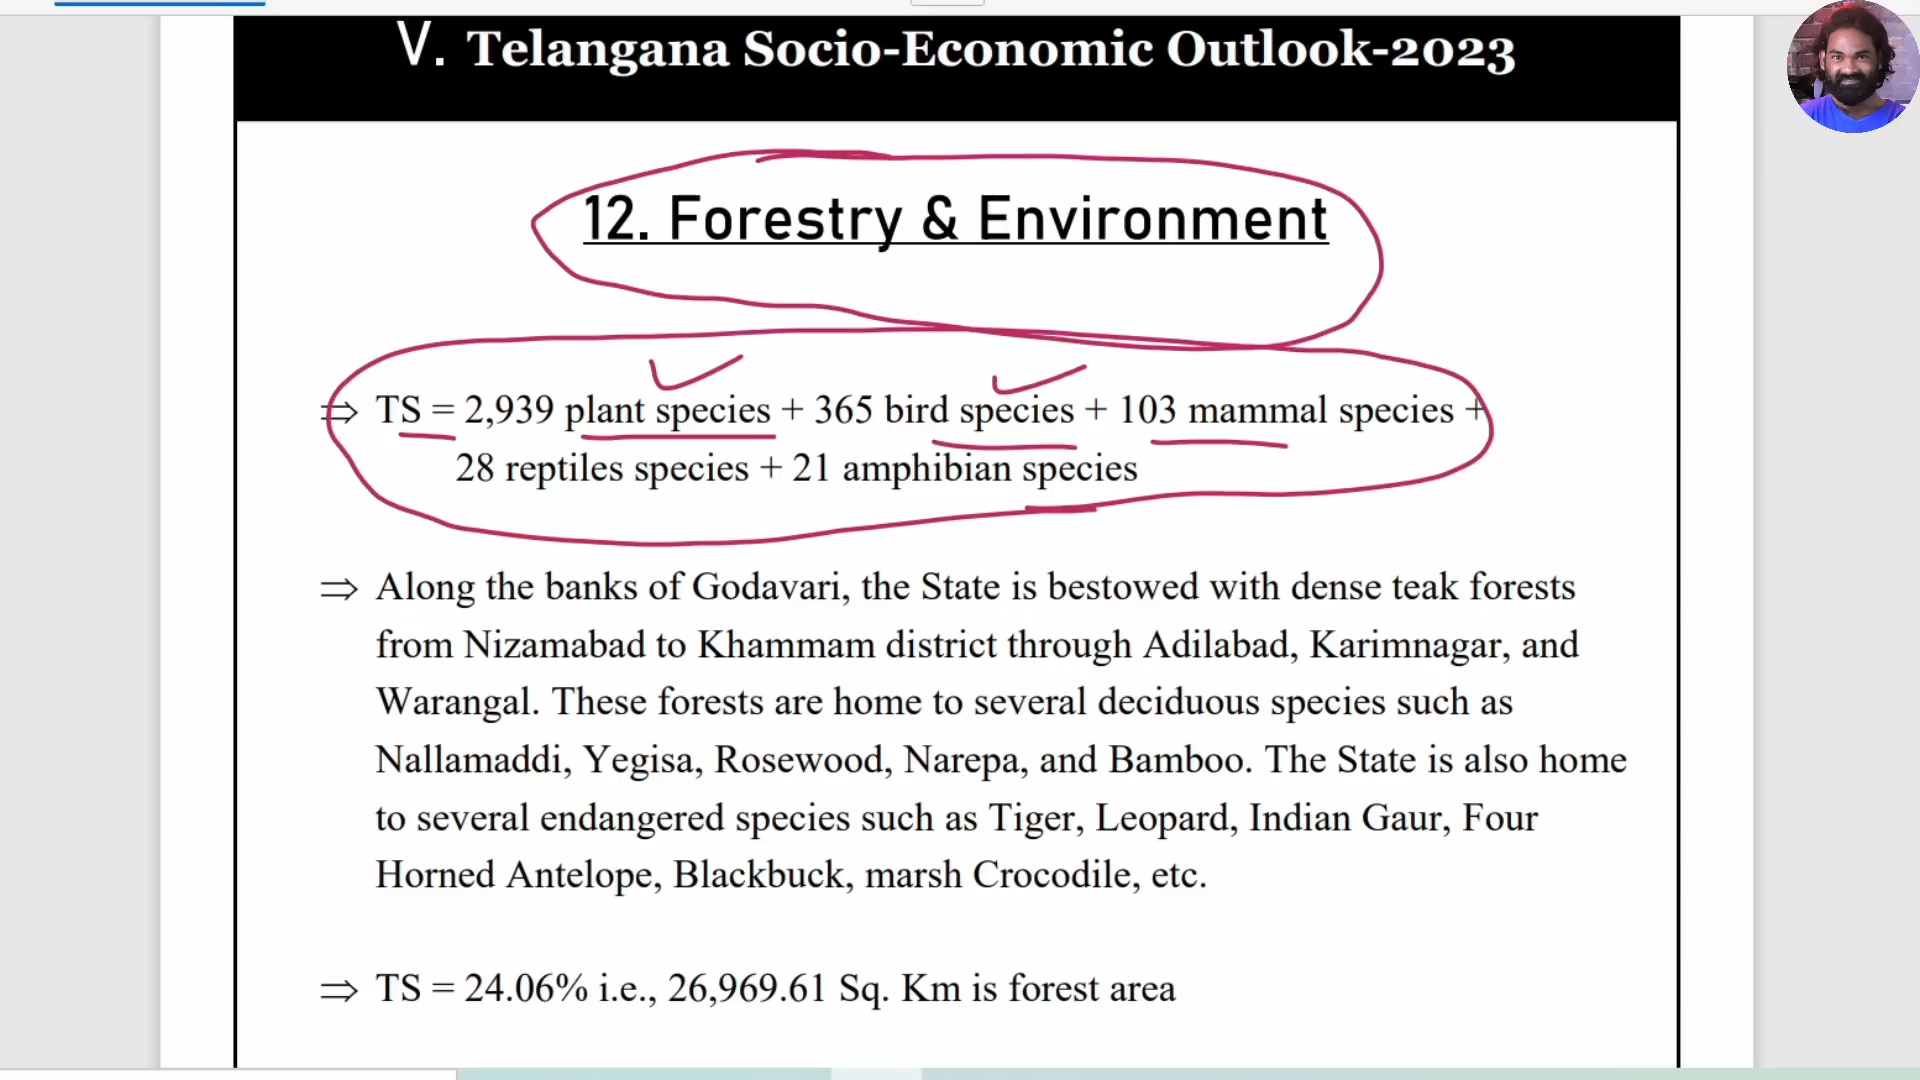 V. Telangana Socio-Economic Outlook-2023
12. Forestry & Environment
⇒ TS = 2,939 plant species + 365 bird species + 103 mammal species +
28 reptiles species + 21 amphibian species
⇒ Along the banks of Godavari, the State is bestowed with dense teak forests
from Nizamabad to Khammam district through Adilabad, Karimnagar, and
Warangal. These forests are home to several deciduous species such as
Nallamaddi, Yegisa, Rosewood, Narepa, and Bamboo. The State is also home
to several endangered species such as Tiger, Leopard, Indian Gaur, Four
Horned Antelope, Blackbuck, marsh Crocodile, etc.
⇒ TS = 24.06% i.e., 26,969.61 Sq. Km is forest area